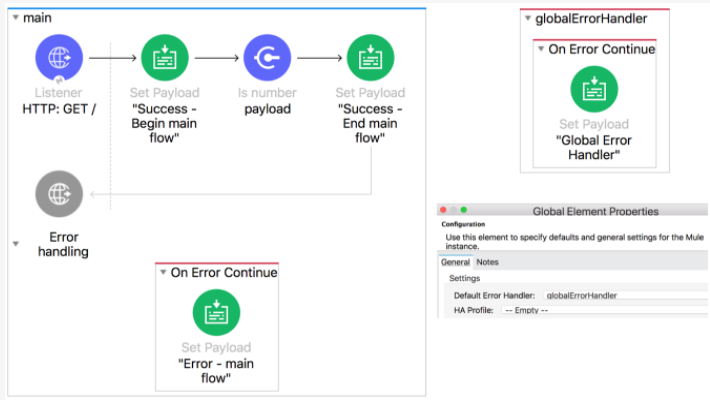 main
Listener
HTTP: GET /
Set Payload
"Success -
Begin main
flow"
Is number
payload
Set Payload
"Success -
End main
flow"
Error
handling
On Error Continue
Set Payload
"Error - main
flow"
globalErrorHandler
On Error Continue
Set Payload
"Global Error
Handler"
Global Element Properties
Configuration
Use this element to specify defaults and general settings for the Mule
instance.
General Notes
Settings
Default Error Handler: globalErrorHandler
HA Profile: -- Empty --